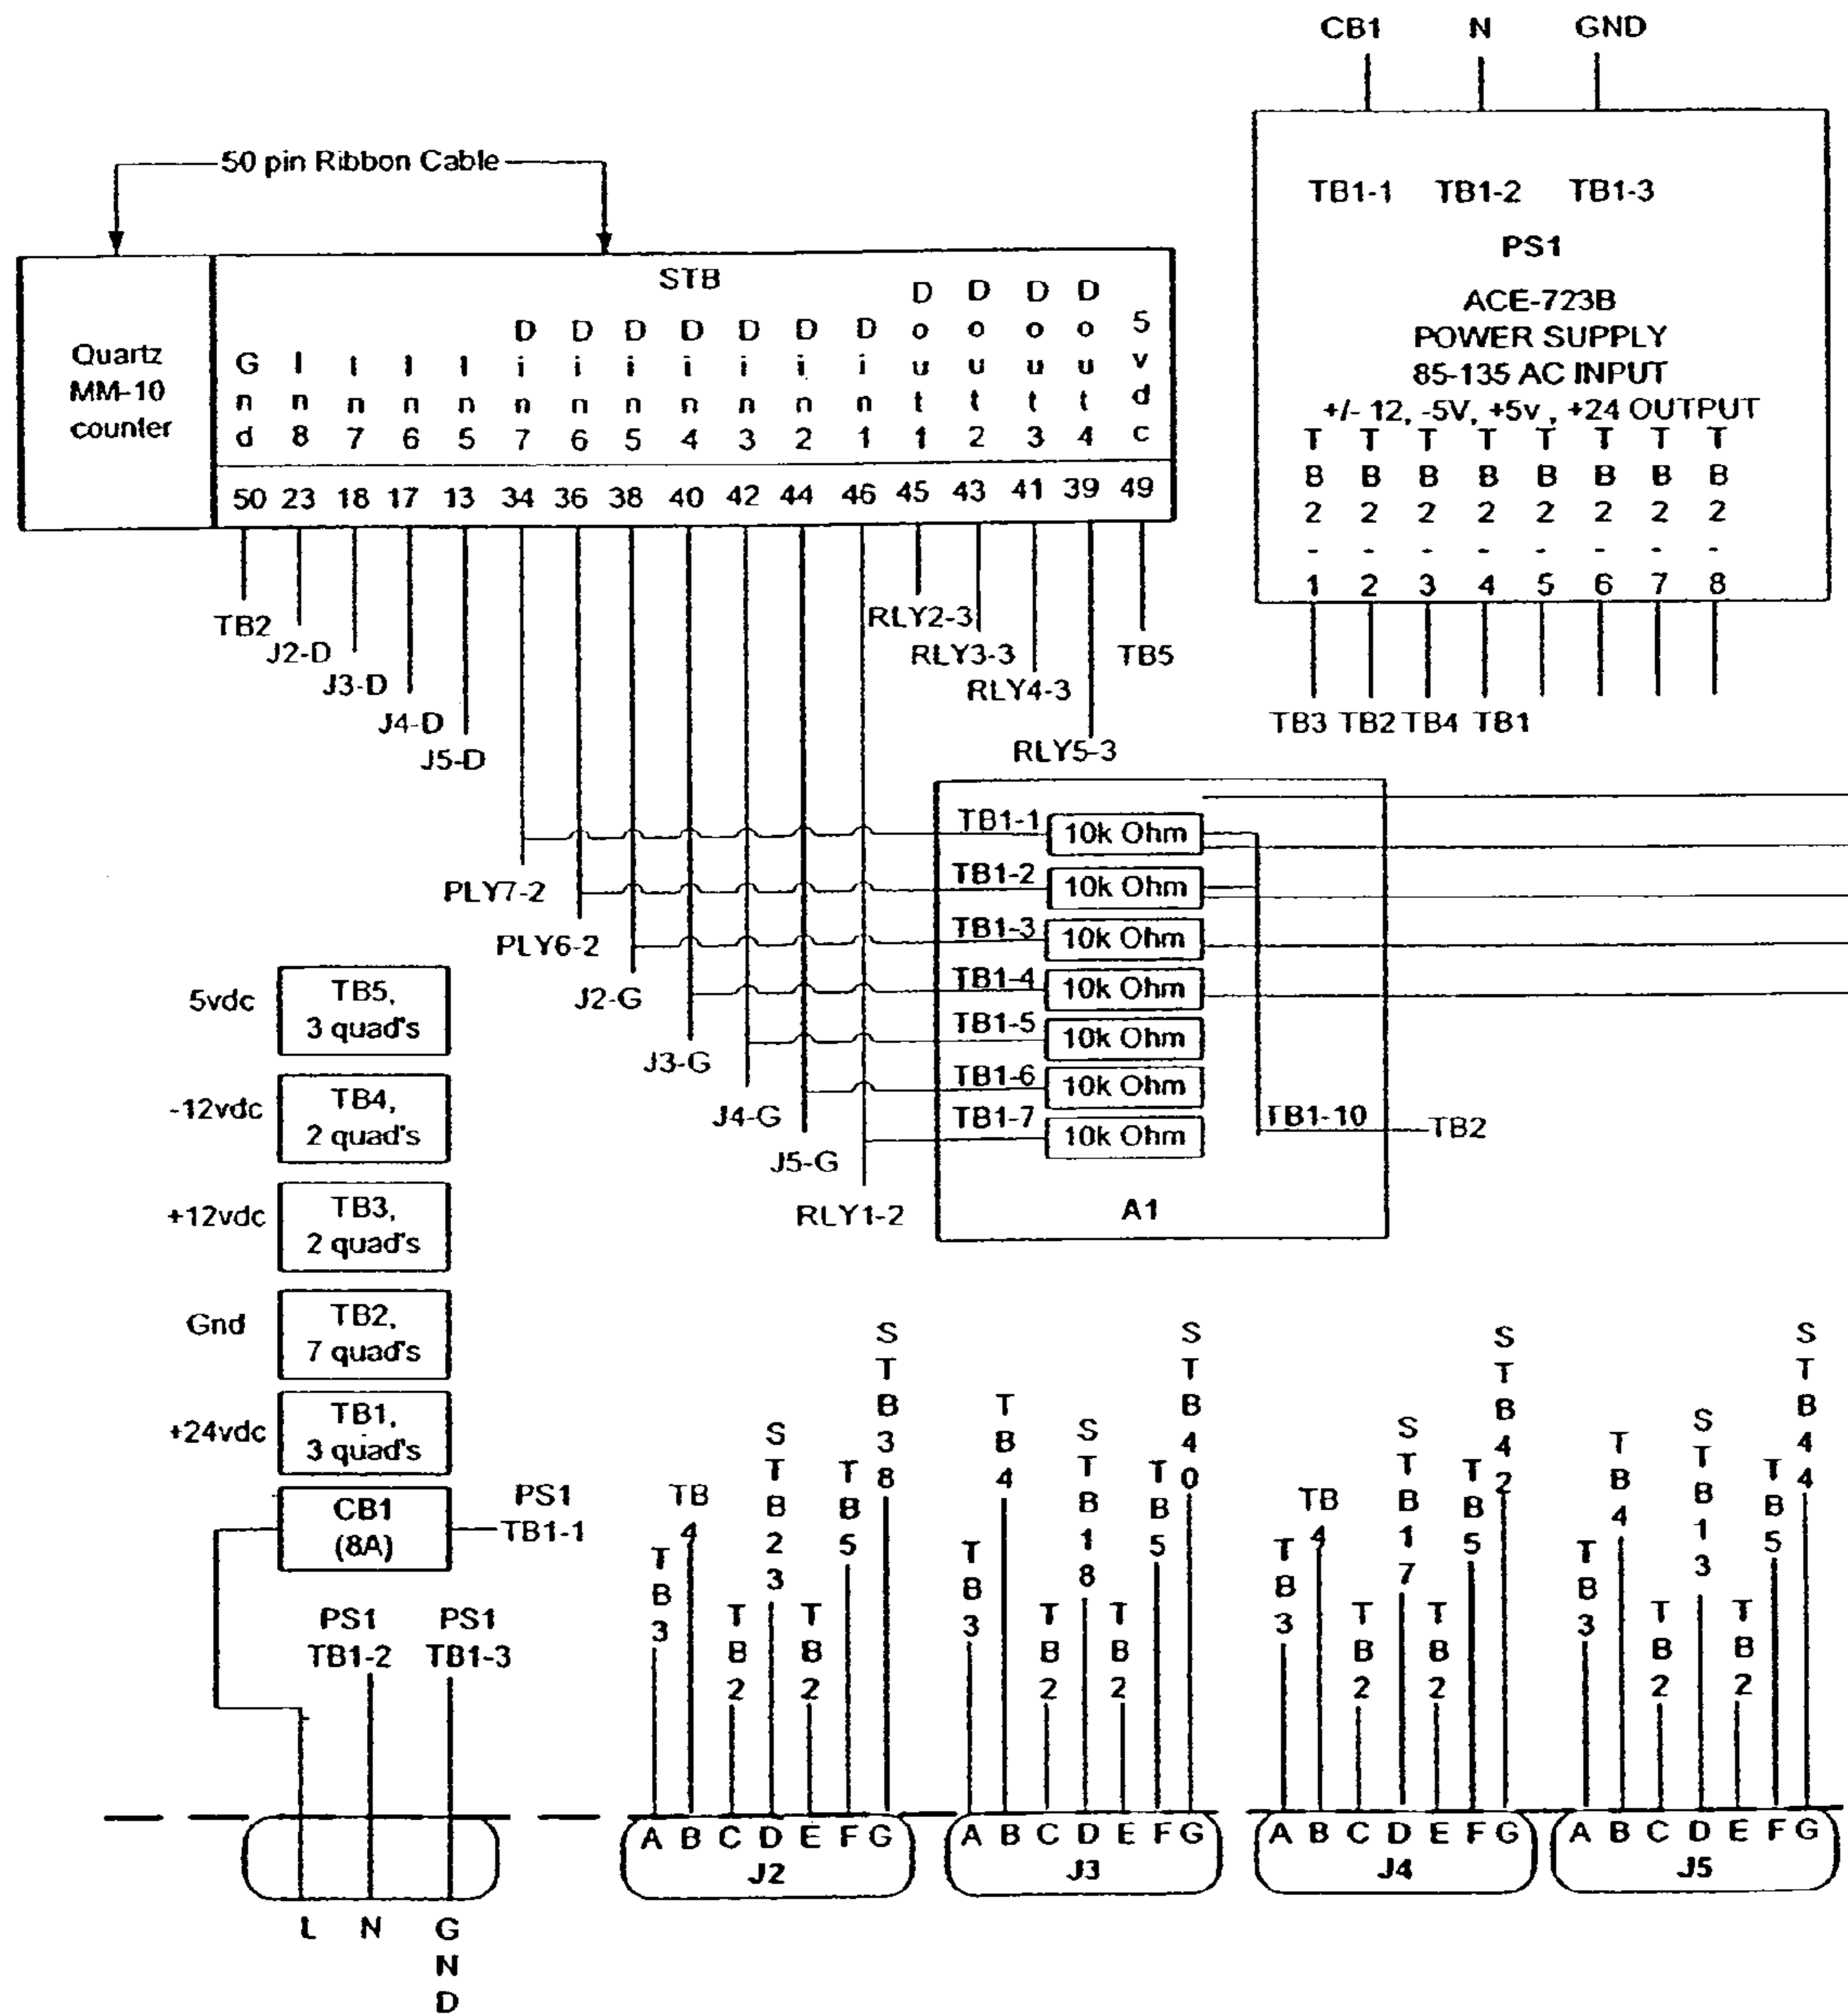 CB1 N GND
50 pin Ribbon Cable
TB1-1 TB1-2 TB1-3
PS1
ACE-723B
POWER SUPPLY
85-135 AC INPUT
+/- 12, -5V, +5v , +24 OUTPUT
TB2-1 TB2-2 TB2-3 TB2-4 TB2-5 TB2-6 TB2-7 TB2-8
TB3 TB2 TB4 TB1
Quartz
MM-10
counter
STB
Gnd In8 In7 In6 In5 Din7 Din6 Din5 Din4 Din3 Din2 Din1 Dout1 Dout2 Dout3 Dout4 5vdc
50 23 18 17 13 34 36 38 40 42 44 46 45 43 41 39 49
TB2
J2-D
J3-D
J4-D
J5-D
RLY2-3
RLY3-3
RLY4-3
TB5
RLY5-3
PLY7-2
PLY6-2
J2-G
J3-G
J4-G
J5-G
RLY1-2
TB1-1 10k Ohm
TB1-2 10k Ohm
TB1-3 10k Ohm
TB1-4 10k Ohm
TB1-5 10k Ohm
TB1-6 10k Ohm
TB1-7 10k Ohm
TB1-10 TB2
A1
5vdc TB5,
3 quad's
-12vdc TB4,
2 quad's
+12vdc TB3,
2 quad's
Gnd TB2,
7 quad's
+24vdc TB1,
3 quad's
CB1
(8A)
PS1
TB1-1
PS1
TB1-2
PS1
TB1-3
L N GND
TB3 TB4 TB2 STB23 TB2 TB5 STB38
A B C D E F G
J2
TB3 TB4 TB2 STB18 TB2 TB5 STB40
A B C D E F G
J3
TB3 TB4 TB2 STB17 TB2 TB5 STB42
A B C D E F G
J4
TB3 TB4 TB2 STB13 TB2 TB5 STB44
A B C D E F G
J5